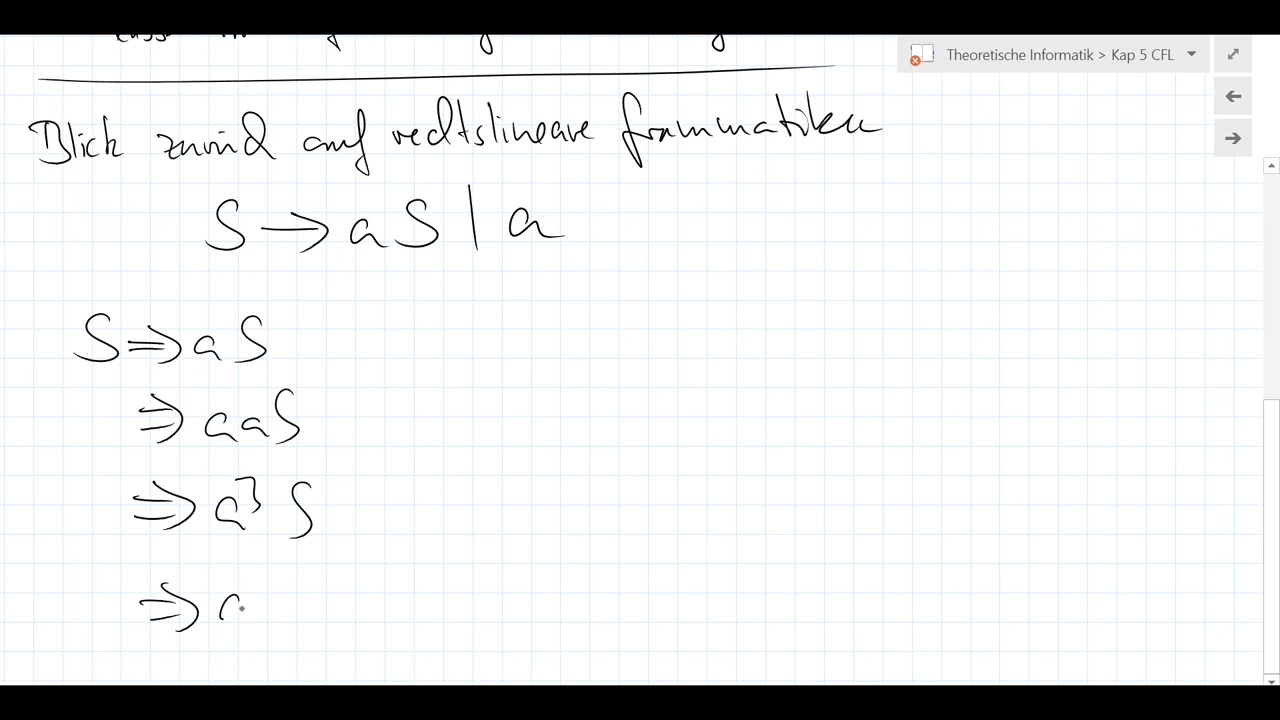 Theoretische Informatik > Kap 5 CFL
Blick zurück auf rechtslineare Grammatiken
S → aS | a
S ⇒ aS
⇒ aaS
⇒ a³ S
⇒